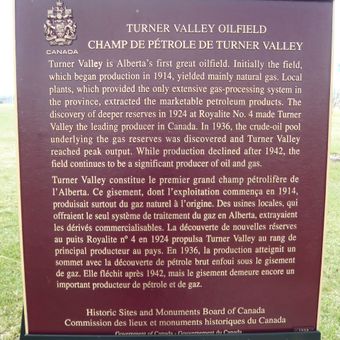 CANADA
TURNER VALLEY OILFIELD
CHAMP DE PÉTROLE DE TURNER VALLEY
Turner Valley is Alberta's first great oilfield. Initially the field,
which began production in 1914, yielded mainly natural gas. Local
plants, which provided the only extensive gas-processing system in
the province, extracted the marketable petroleum products. The
discovery of deeper reserves in 1924 at Royalite No. 4 made Turner
Valley the leading producer in Canada. In 1936, the crude-oil pool
underlying the gas reserves was discovered and Turner Valley
reached peak output. While production declined after 1942, the
field continues to be a significant producer of oil and gas.
Turner Valley constitue le premier grand champ pétrolifère de
l'Alberta. Ce gisement, dont l'exploitation commença en 1914,
produisait surtout du gaz naturel à l'origine. Des usines locales, qui
offraient le seul système de traitement du gaz en Alberta, extrayaient
les dérivés commercialisables. La découverte de nouvelles réserves
au puits Royalite n° 4 en 1924 propulsa Turner Valley au rang de
principal producteur au pays. En 1936, la production atteignit un
sommet avec la découverte de pétrole brut enfoui sous le gisement
de gaz. Elle fléchit après 1942, mais le gisement demeure encore un
important producteur de pétrole et de gaz.
Historic Sites and Monuments Board of Canada
Commission des lieux et monuments historiques du Canada
Government of Canada - Gouvernement du Canada